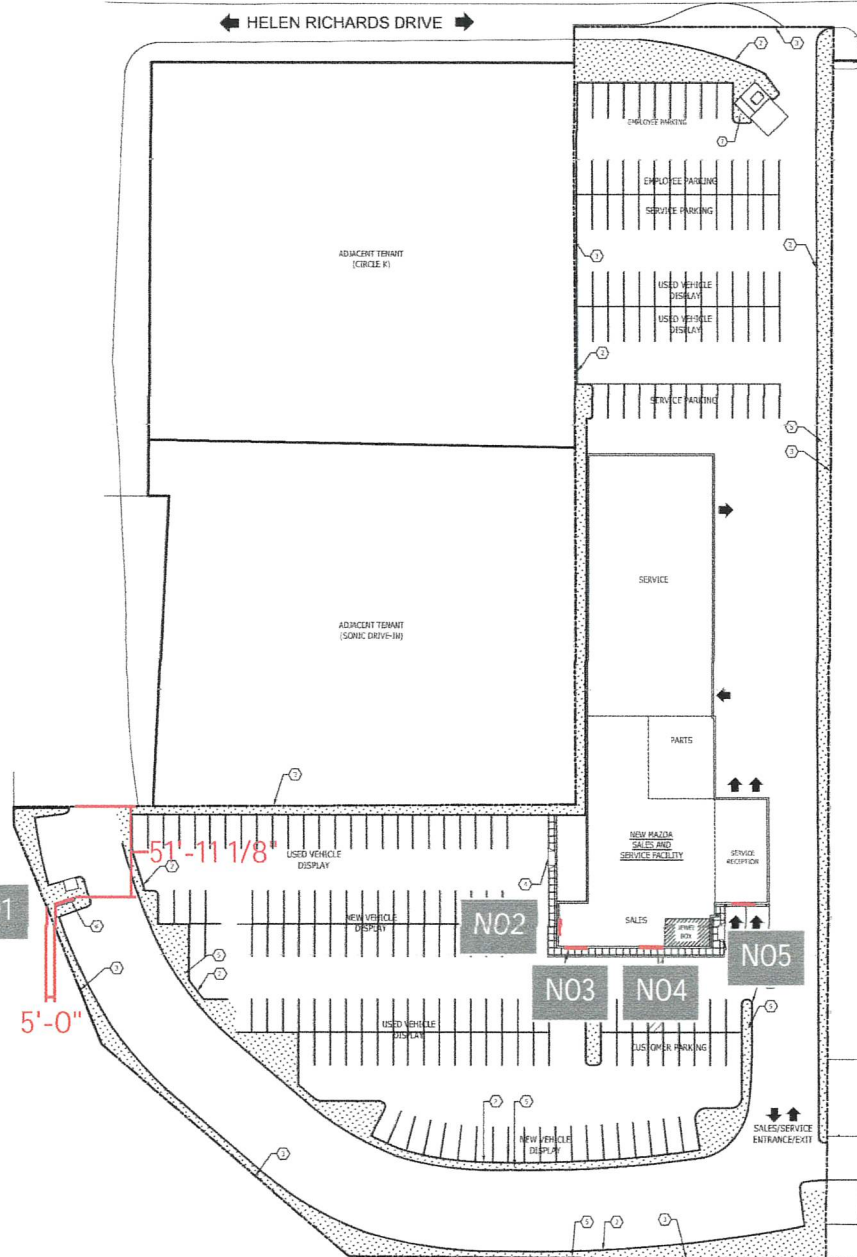 HELEN RICHARDS DRIVE
EMPLOYEE PARKING
EMPLOYEE PARKING
SERVICE PARKING
ADJACENT TENANT
(CIRCLE K)
USED VEHICLE
DISPLAY
USED VEHICLE
DISPLAY
SERVICE PARKING
SERVICE
ADJACENT TENANT
(SONIC DRIVE-IN)
PARTS
NEW MAZDA
SALES AND
SERVICE FACILITY
SERVICE
RECEPTION
51'-11 1/8"
USED VEHICLE
DISPLAY
NEW VEHICLE
DISPLAY
SALES
JEWEL
BOX
N02
N03
N04
N05
5'-0"
USED VEHICLE
DISPLAY
CUSTOMER PARKING
NEW VEHICLE
DISPLAY
SALES/SERVICE
ENTRANCE/EXIT